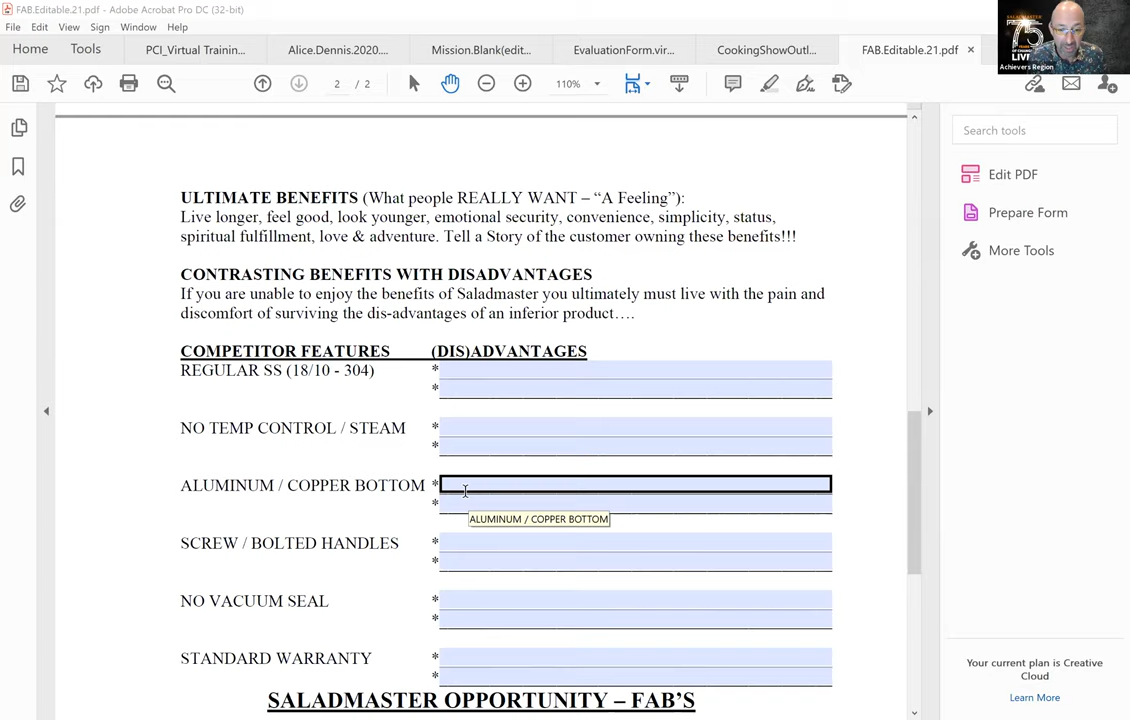 FAB.Editable.21.pdf - Adobe Acrobat Pro DC (32-bit)
File Edit View Sign Window Help
Home Tools PCI_Virtual Trainin... Alice.Dennis.2020.... Mission.Blank(edit... EvaluationForm.vir... CookingShowOutl... FAB.Editable.21.pdf ×
SALADMASTER
75
YEARS
OF CHANGING
LIVE
Achievers Region
2 / 2 110%
Search tools
Edit PDF
Prepare Form
More Tools
ULTIMATE BENEFITS (What people REALLY WANT – “A Feeling”):
Live longer, feel good, look younger, emotional security, convenience, simplicity, status,
spiritual fulfillment, love & adventure. Tell a Story of the customer owning these benefits!!!
CONTRASTING BENEFITS WITH DISADVANTAGES
If you are unable to enjoy the benefits of Saladmaster you ultimately must live with the pain and
discomfort of surviving the dis-advantages of an inferior product….
COMPETITOR FEATURES (DIS)ADVANTAGES
REGULAR SS (18/10 - 304) *
*
NO TEMP CONTROL / STEAM *
*
ALUMINUM / COPPER BOTTOM *
*
ALUMINUM / COPPER BOTTOM
SCREW / BOLTED HANDLES *
*
NO VACUUM SEAL *
*
STANDARD WARRANTY *
*
SALADMASTER OPPORTUNITY – FAB’S
Your current plan is Creative
Cloud
Learn More